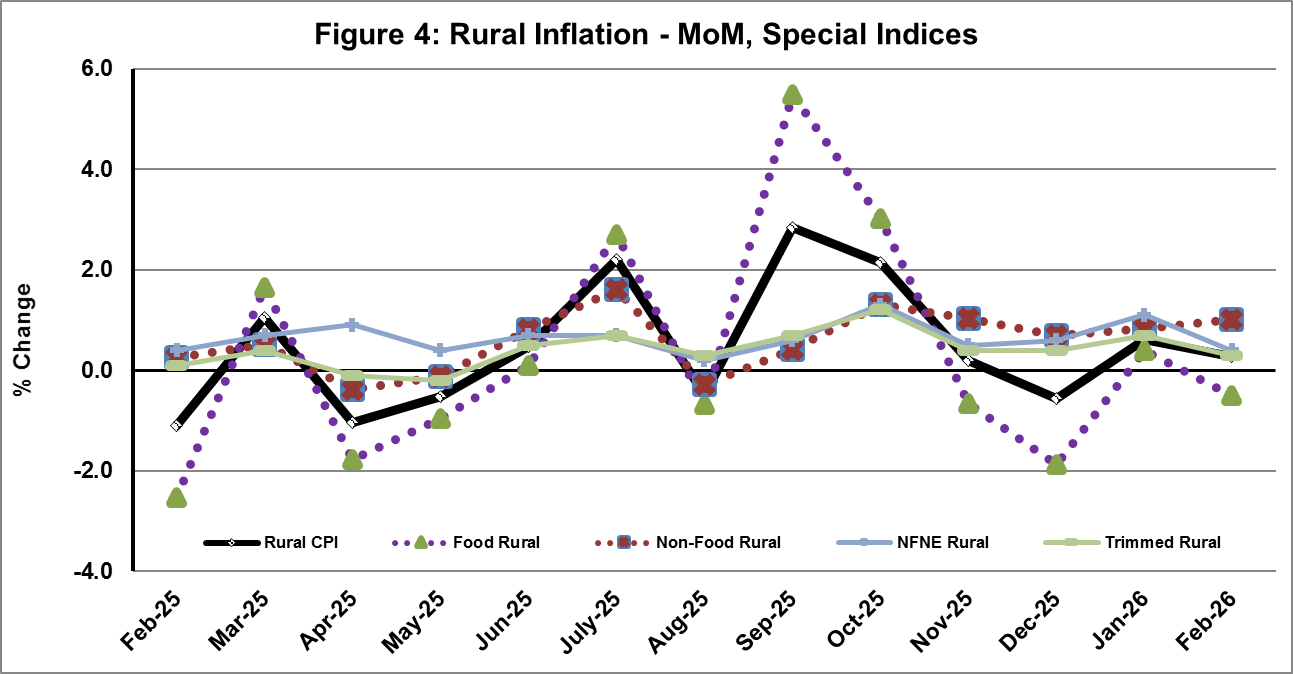 Figure 4: Rural Inflation - MoM, Special Indices
6.0
4.0
2.0
0.0
-2.0
-4.0
% Change
Rural CPI
Food Rural
Non-Food Rural
NFNE Rural
Trimmed Rural
Feb-25
Mar-25
Apr-25
May-25
Jun-25
July-25
Aug-25
Sep-25
Oct-25
Nov-25
Dec-25
Jan-26
Feb-26